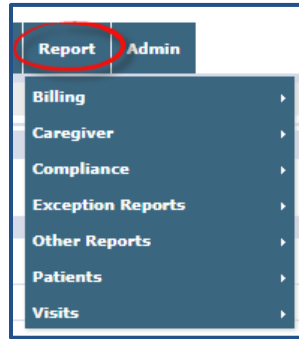 Report Admin
Billing
Caregiver
Compliance
Exception Reports
Other Reports
Patients
Visits